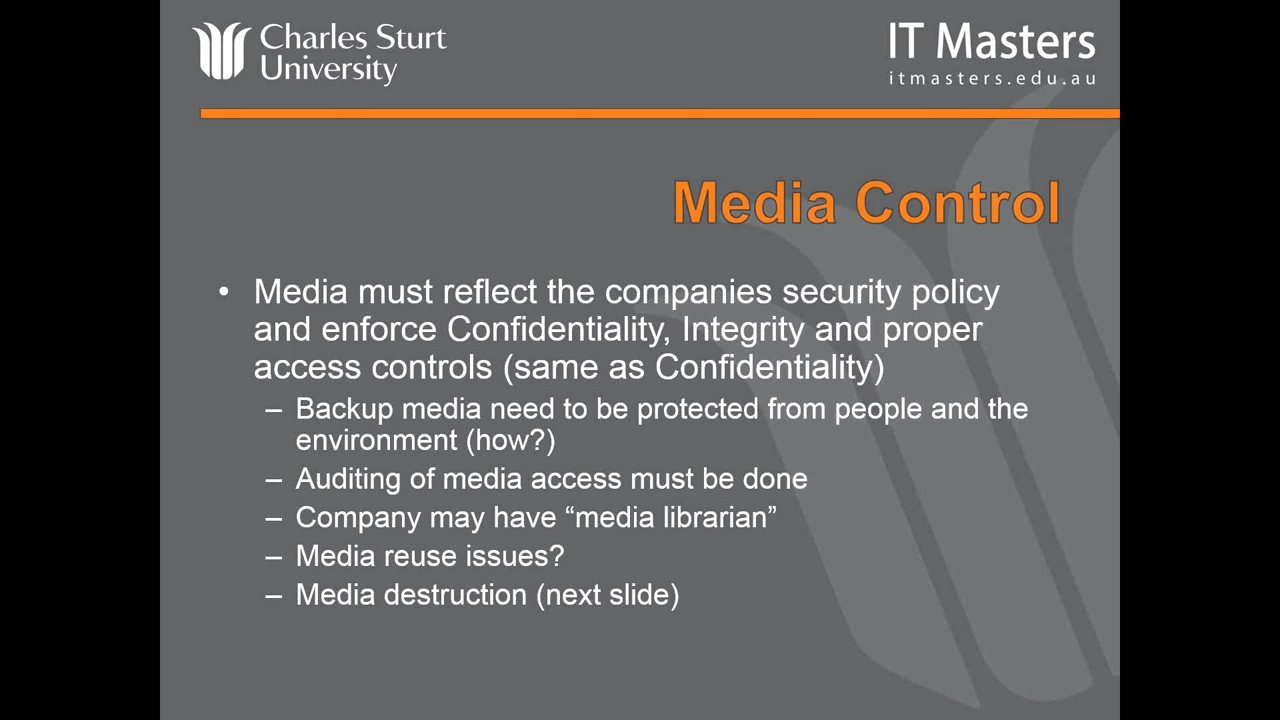 Charles Sturt
University
IT Masters
itmasters.edu.au
Media Control
• Media must reflect the companies security policy
and enforce Confidentiality, Integrity and proper
access controls (same as Confidentiality)
– Backup media need to be protected from people and the
environment (how?)
– Auditing of media access must be done
– Company may have “media librarian”
– Media reuse issues?
– Media destruction (next slide)